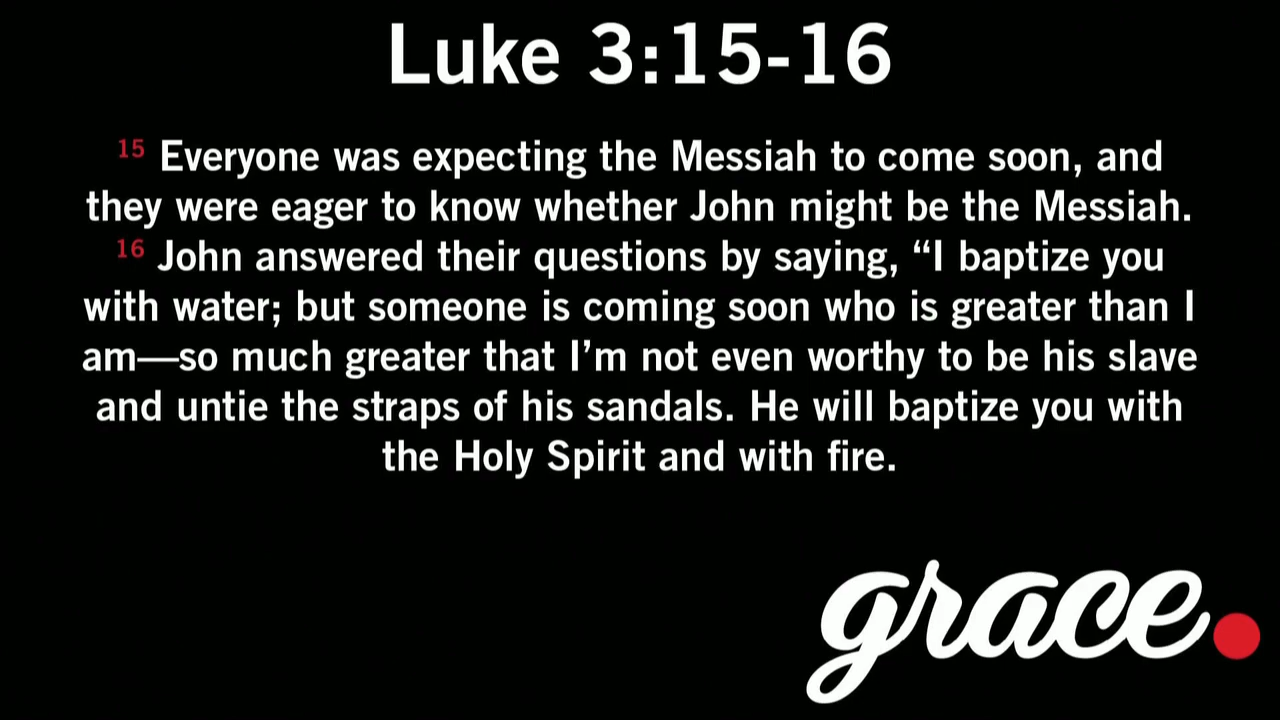 Luke 3:15-16
15 Everyone was expecting the Messiah to come soon, and
they were eager to know whether John might be the Messiah.
16 John answered their questions by saying, “I baptize you
with water; but someone is coming soon who is greater than I
am—so much greater that I’m not even worthy to be his slave
and untie the straps of his sandals. He will baptize you with
the Holy Spirit and with fire.
grace.